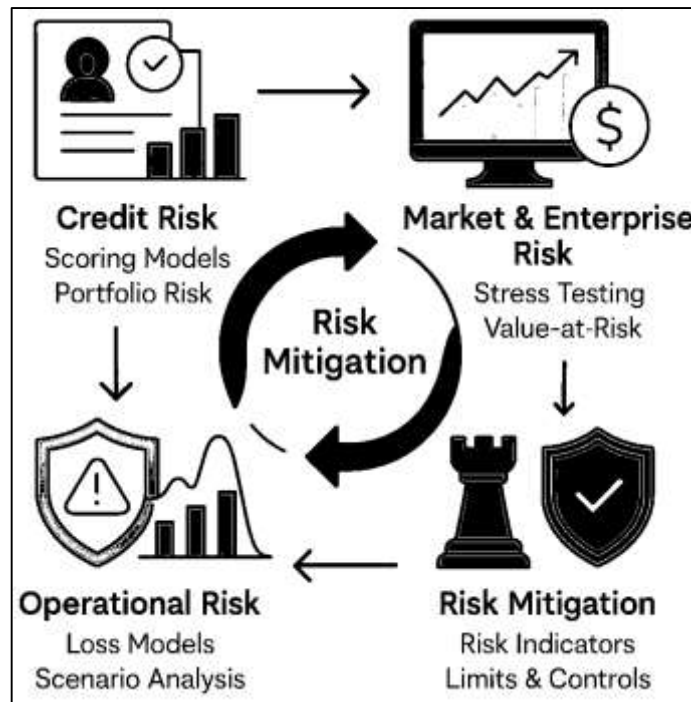 $
Credit Risk
Scoring Models
Portfolio Risk
Market & Enterprise
Risk
Stress Testing
Value-at-Risk
Risk
Mitigation
Operational Risk
Loss Models
Scenario Analysis
Risk Mitigation
Risk Indicators
Limits & Controls